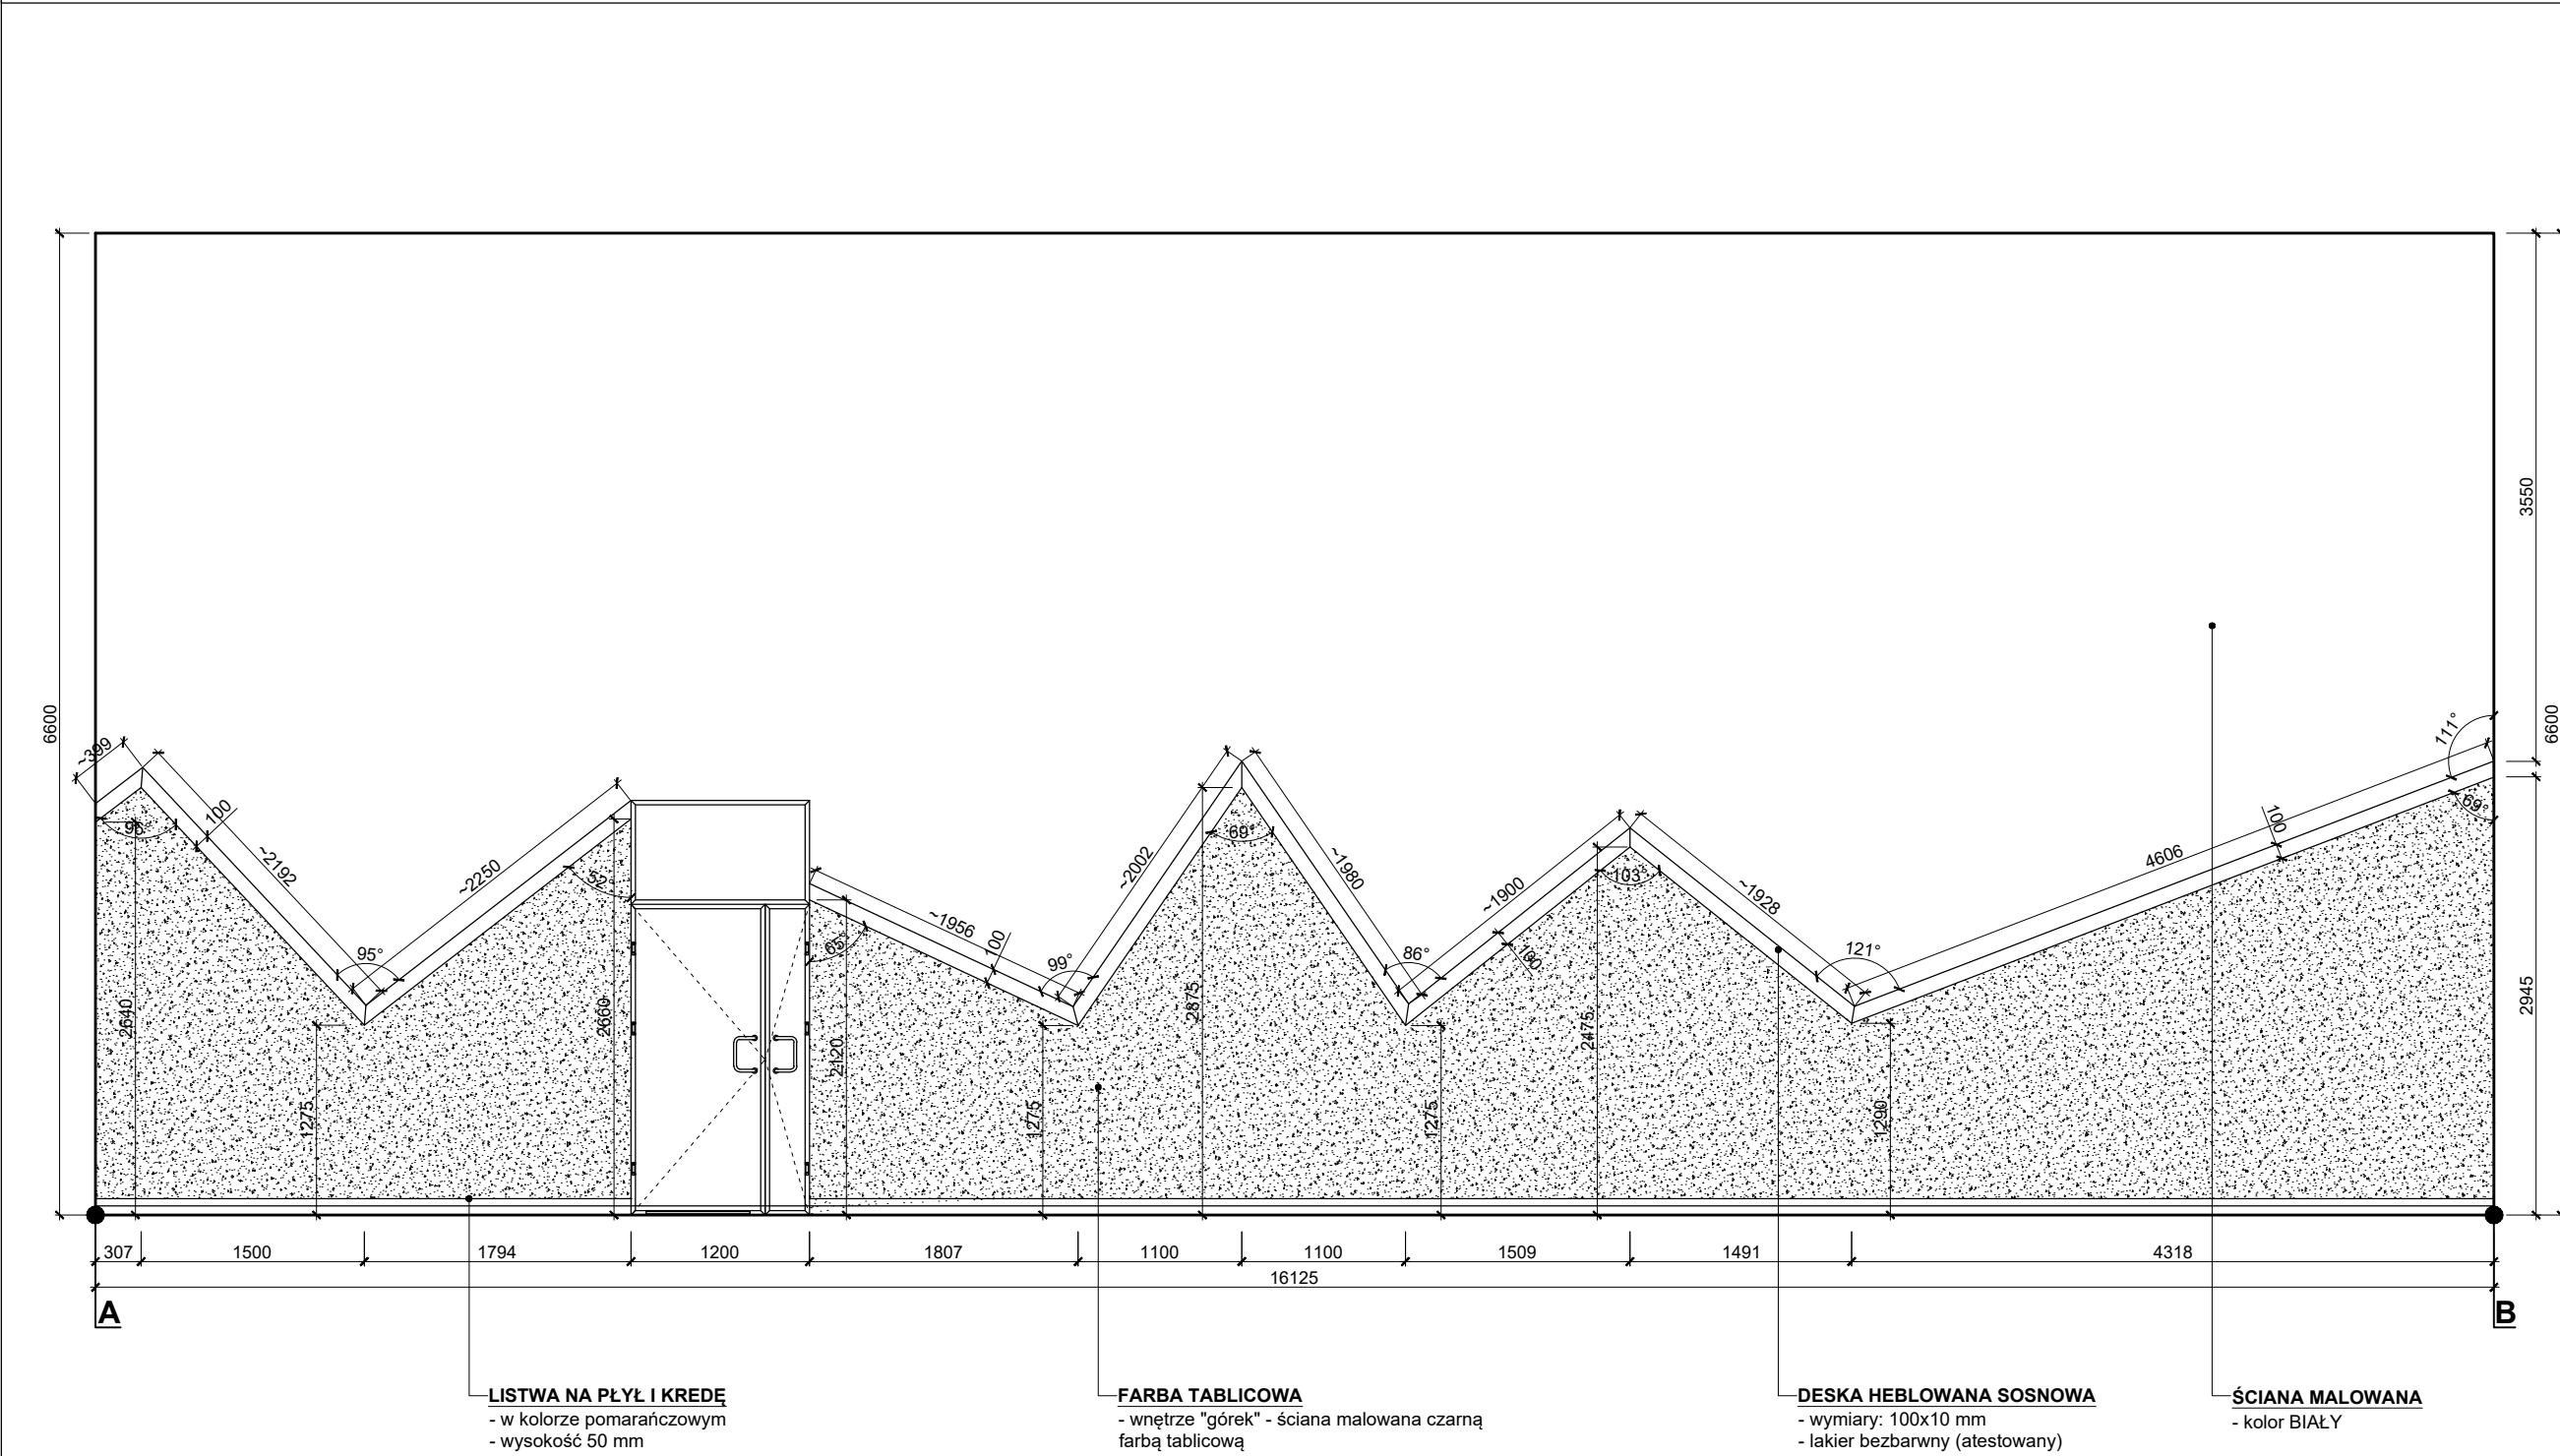 6600
3550
6600
2945
111°
69°
~399
95°
100
~2192
95°
~2250
52°
2640
1275
2660
2120
65°
~1956
100
99°
~2002
69°
~1980
86°
~1900
100
103°
~1928
121°
4606
100
1275
2875
1275
2475
1290
307 1500 1794 1200 1807 1100 1100 1509 1491 4318
16125
A B
LISTWA NA PŁYŁ I KREDĘ
- w kolorze pomarańczowym
- wysokość 50 mm
FARBA TABLICOWA
- wnętrze "górek" - ściana malowana czarną
farbą tablicową
DESKA HEBLOWANA SOSNOWA
- wymiary: 100x10 mm
- lakier bezbarwny (atestowany)
ŚCIANA MALOWANA
- kolor BIAŁY